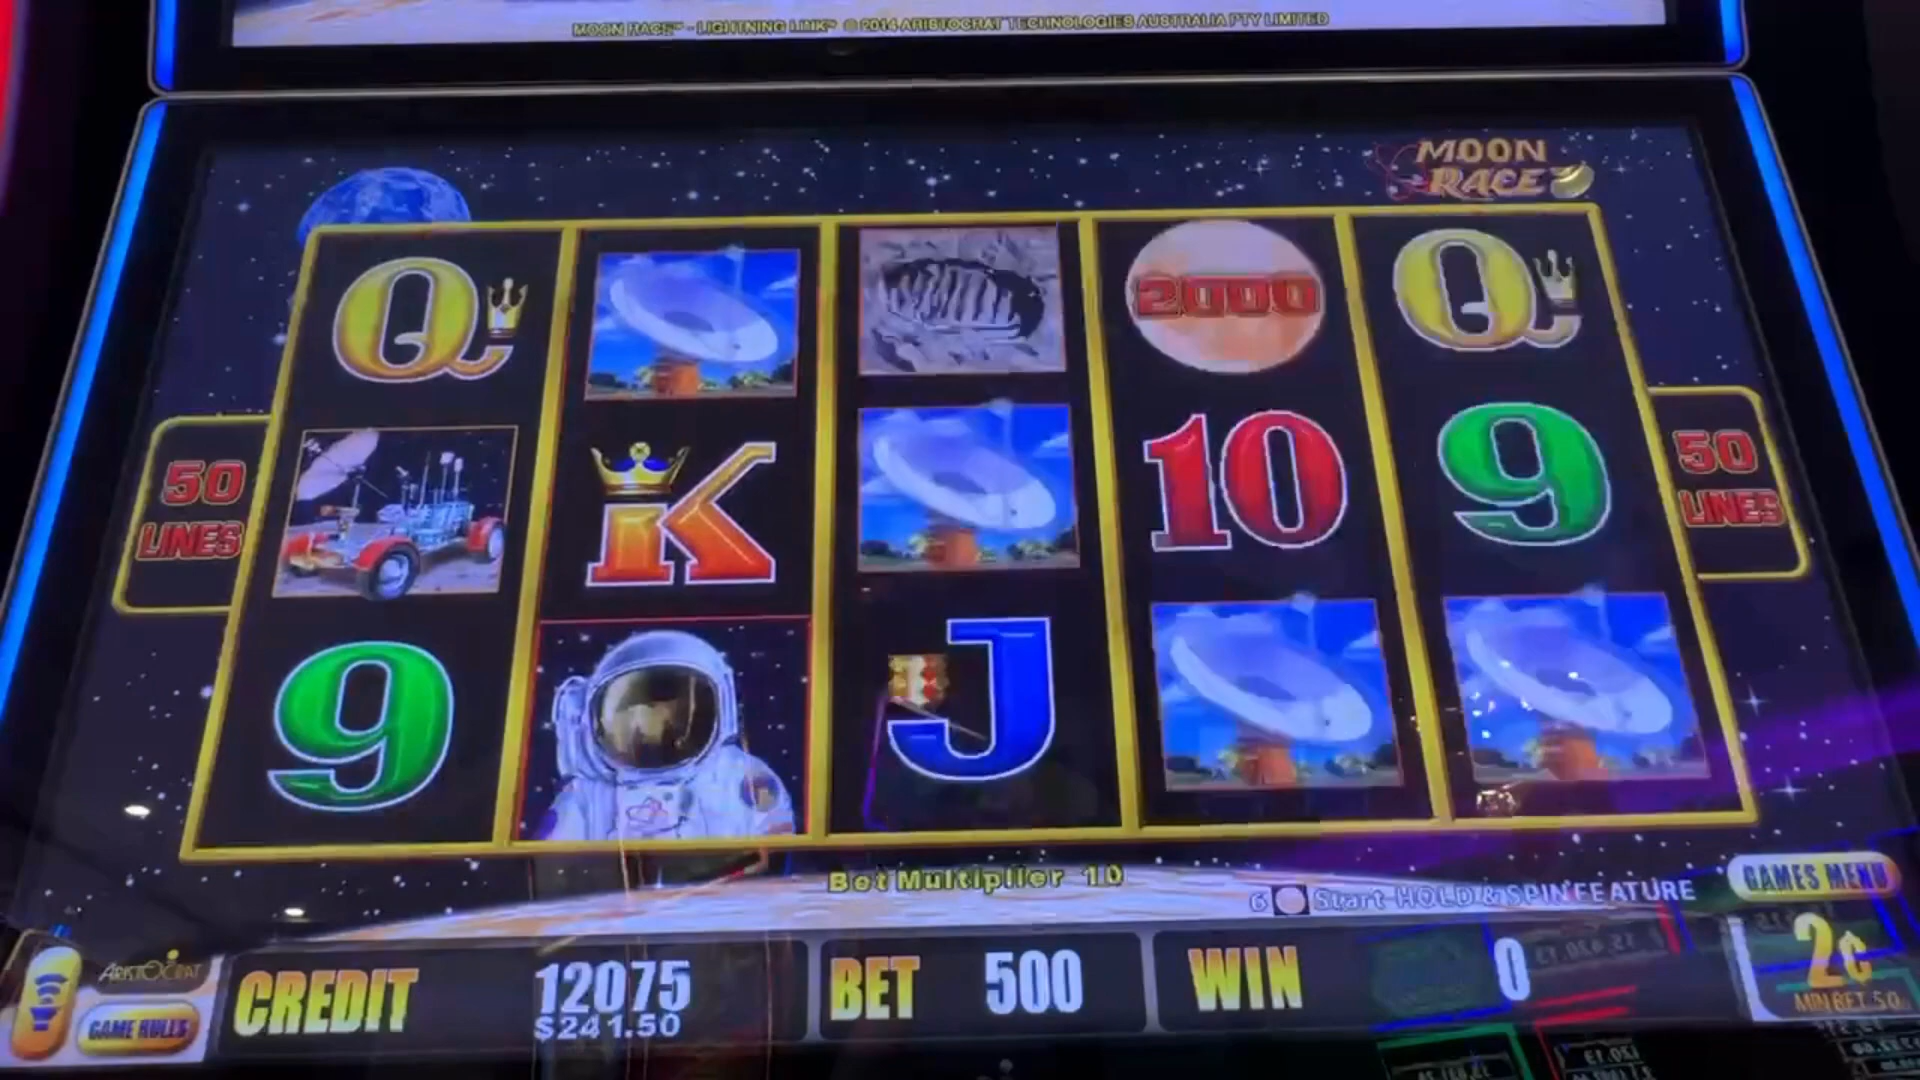 MOON RACE™ - LIGHTNING LINK™ © 2014 ARISTOCRAT TECHNOLOGIES AUSTRALIA PTY LIMITED
MOON
RACE
Q 2000 Q
50
LINES
K 10 9
50
LINES
9 J
Bet Multiplier 10
6 Start HOLD & SPIN FEATURE
GAMES MENU
ARISTOCRAT
GAME RULES
CREDIT 12075
$241.50
BET 500
WIN 0
2¢
MIN BET 50